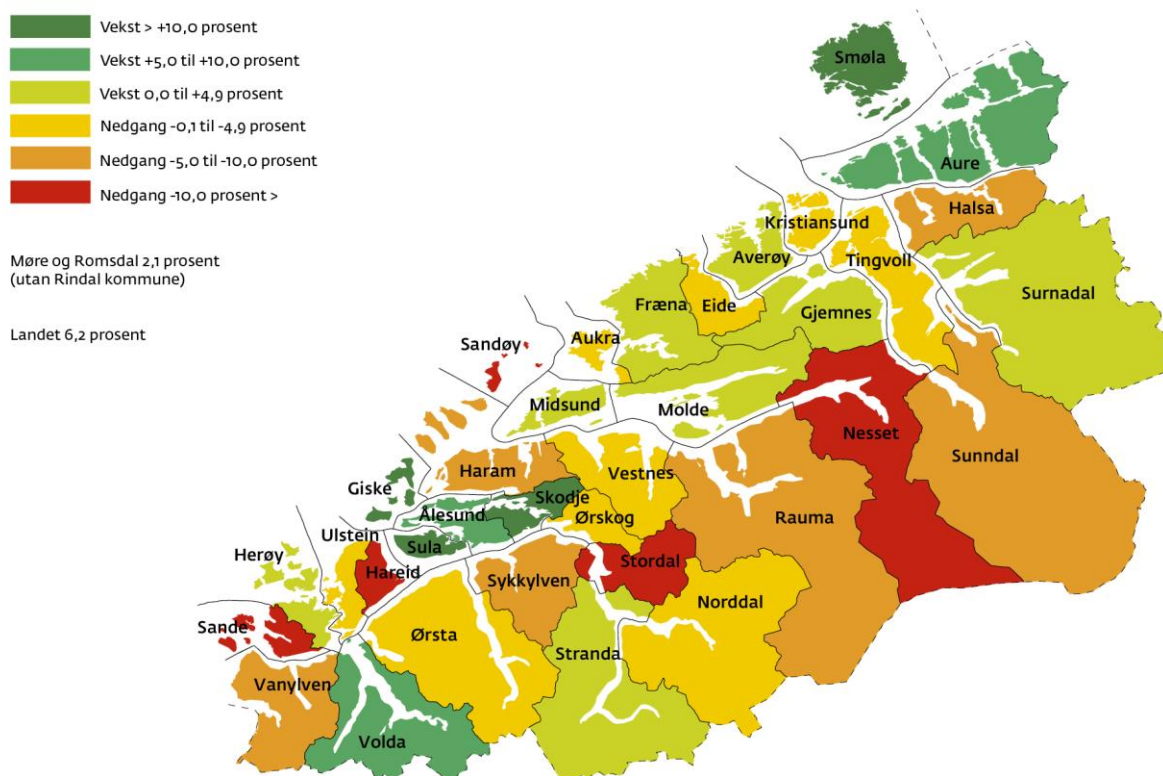 Vekst > +10,0 prosent
Vekst +5,0 til +10,0 prosent
Vekst 0,0 til +4,9 prosent
Nedgang -0,1 til -4,9 prosent
Nedgang -5,0 til -10,0 prosent
Nedgang -10,0 prosent >
Møre og Romsdal 2,1 prosent
(utan Rindal kommune)
Landet 6,2 prosent
Smøla
Aure
Halsa
Kristiansund
Averøy
Tingvoll
Surnadal
Fræna
Eide
Gjemnes
Aukra
Sandøy
Midsund
Molde
Nesset
Sunndal
Haram
Vestnes
Giske
Skodje
Ålesund
Ørskog
Rauma
Ulstein
Sula
Herøy
Hareid
Stordal
Sykkylven
Norddal
Sande
Ørsta
Stranda
Vanylven
Volda